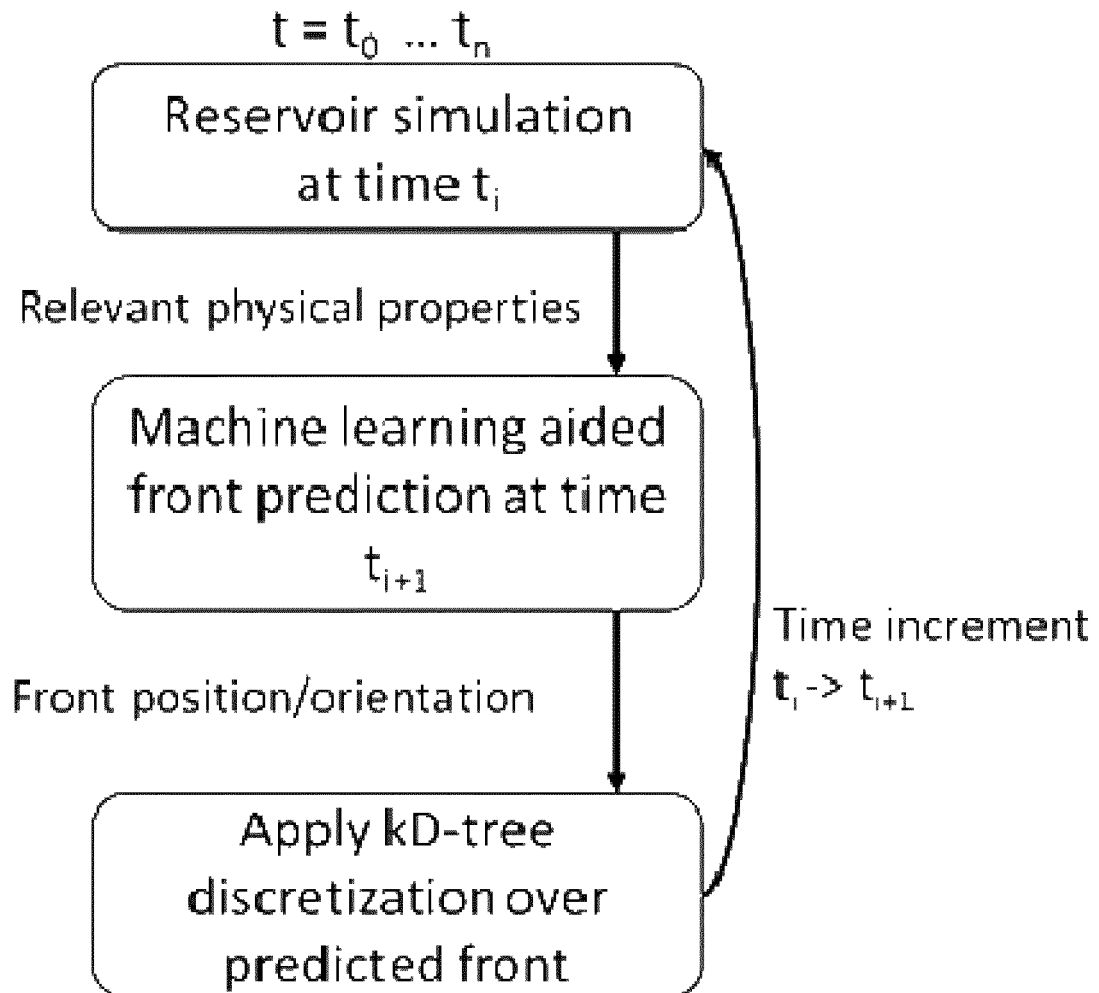 t = t₀ ... tₙ
Reservoir simulation
at time tᵢ
Relevant physical properties
Machine learning aided
front prediction at time
tᵢ₊₁
Time increment
tᵢ -> tᵢ₊₁
Front position/orientation
Apply kD-tree
discretization over
predicted front